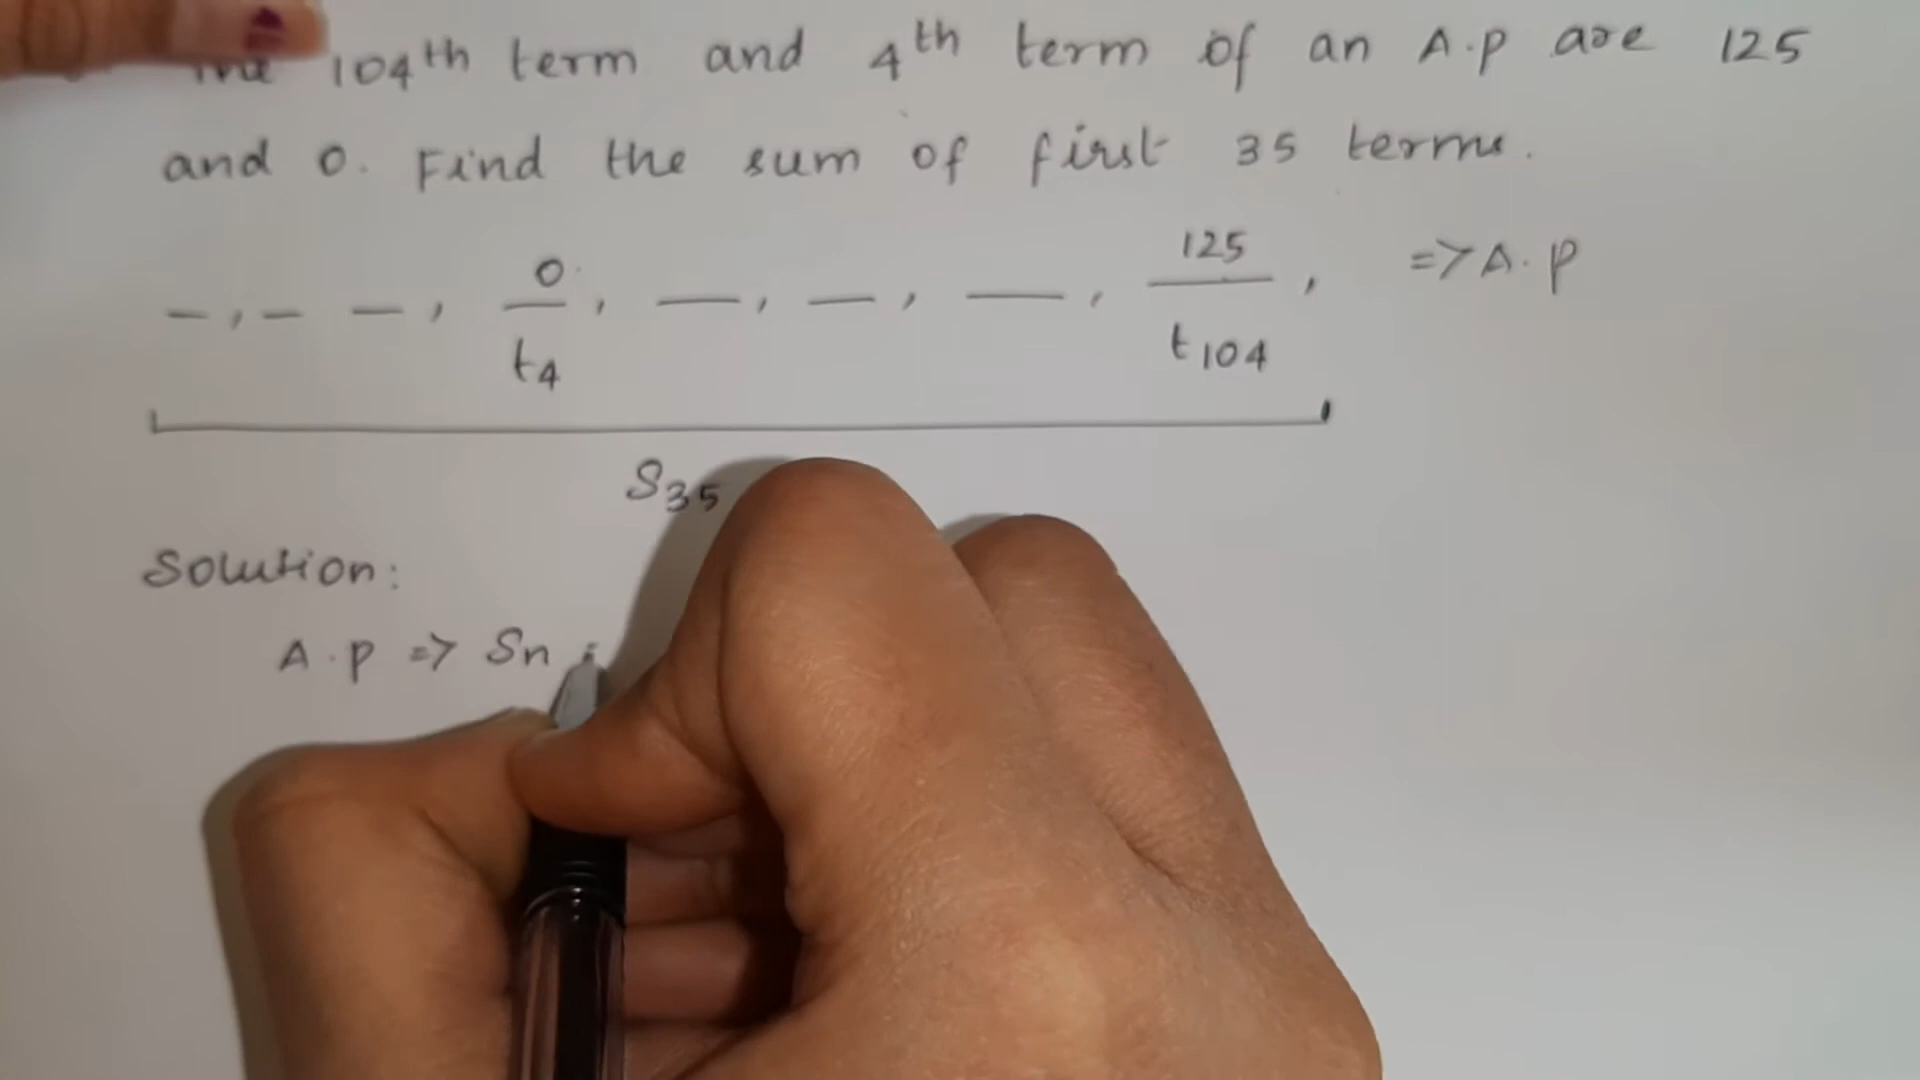 The 104th term and 4th term of an A.P are 125
and 0. Find the sum of first 35 terms.
_, _ _, 0/t4, _, _, _, 125/t104, => A.P
S35
Solution:
A.P => Sn =